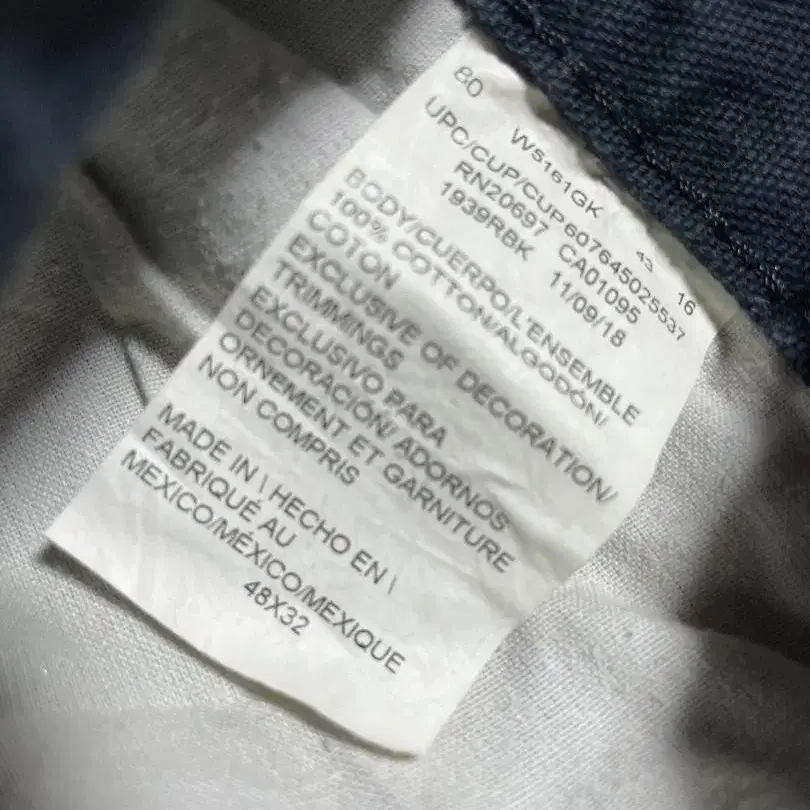 80 W5161GK 43 16
UPC/CUP/CUP 607645025537
RN20697 CA01095
1939RBK 11/09/18
BODY/CUERPO/L'ENSEMBLE
100% COTTON/ALGODÓN/
COTON
EXCLUSIVE OF DECORATION/
TRIMMINGS
EXCLUSIVO PARA
DECORACIÓN/ ADORNOS
ORNEMENT ET GARNITURE
NON COMPRIS
MADE IN \ HECHO EN \
FABRIQUÉ AU
MEXICO/MÉXICO/MEXIQUE
48X32